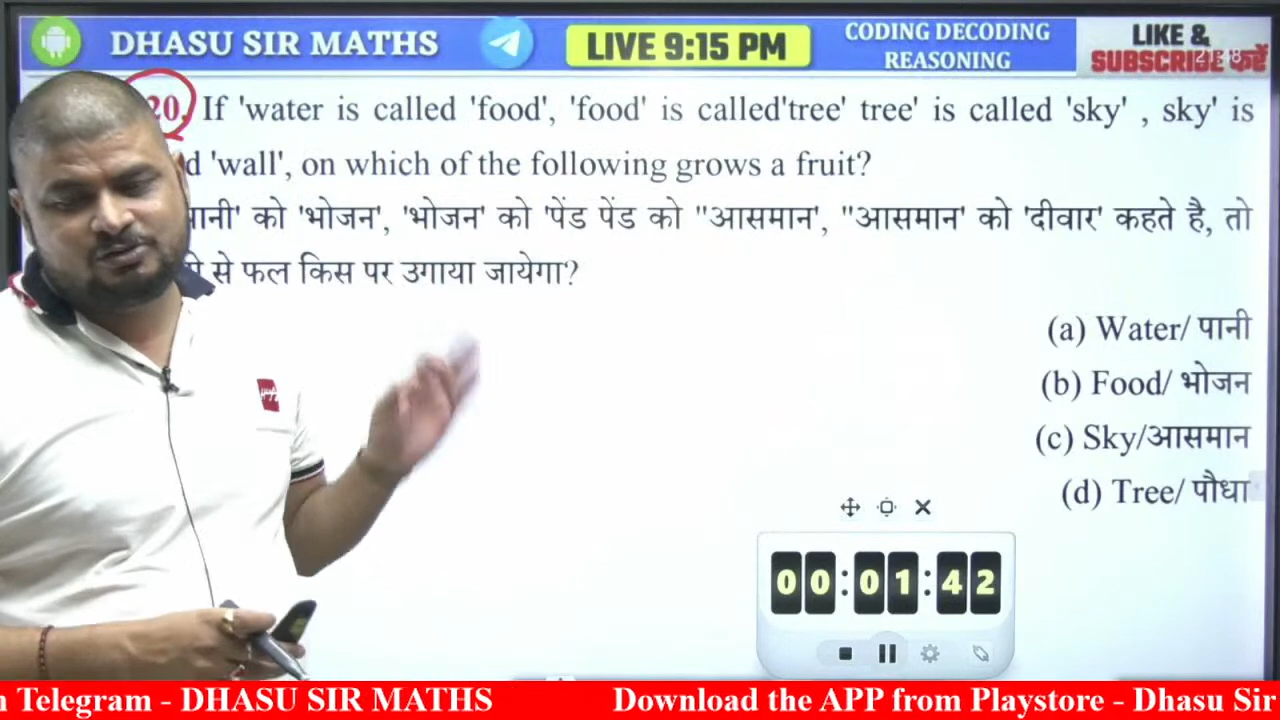 DHASU SIR MATHS
LIVE 9:15 PM
CODING DECODING
REASONING
LIKE &
SUBSCRIBE करें
20. If 'water is called 'food', 'food' is called'tree' tree' is called 'sky' , sky' is
'wall', on which of the following grows a fruit?
को 'भोजन', 'भोजन' को 'पेंड पेंड को "आसमान', "आसमान' को 'दीवार' कहते है, तो
से फल किस पर उगाया जायेगा?
(a) Water/ पानी
(b) Food/ भोजन
(c) Sky/आसमान
(d) Tree/ पौधा
00:01:42
Telegram - DHASU SIR MATHS Download the APP from Playstore - Dhasu Sir